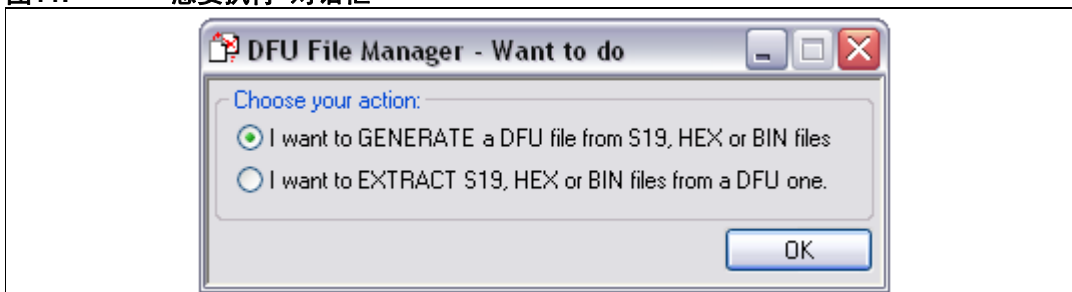 DFU File Manager - Want to do
Choose your action:
I want to GENERATE a DFU file from S19, HEX or BIN files
I want to EXTRACT S19, HEX or BIN files from a DFU one.
OK